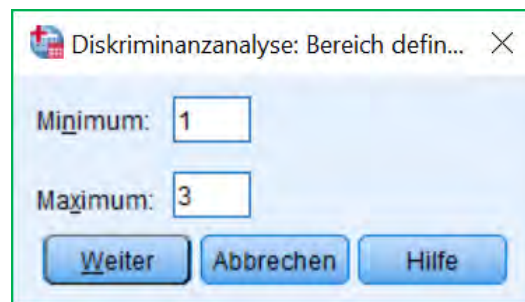 Diskriminanzanalyse: Bereich defin...
Minimum: 1
Maximum: 3
Weiter Abbrechen Hilfe